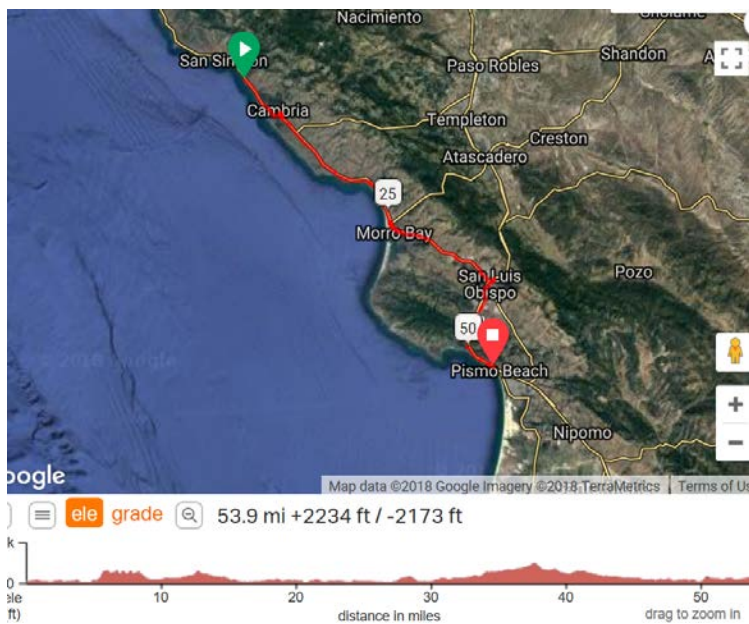 Nacimiento
Shandon
San Simeon
Paso Robles
Cambria
Templeton
Creston
Atascadero
25
Morro Bay
San Luis
Obispo
Pozo
50
Pismo Beach
Nipomo
oogle
Map data ©2018 Google Imagery ©2018 TerraMetrics
Terms of Us
ele grade 53.9 mi +2234 ft / -2173 ft
k
0
ele
ft)
10 20 30 40 50
distance in miles
drag to zoom in